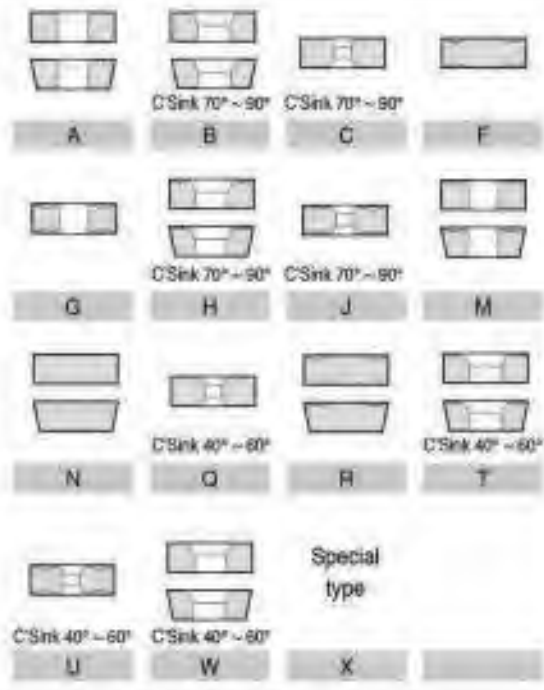 C'Sink 70° ~ 90° C'Sink 70° ~ 90°
A B C F
C'Sink 70° ~ 90° C'Sink 70° ~ 90°
G H J M
C'Sink 40° ~ 60° C'Sink 40° ~ 60°
N Q R T
Special
type
C'Sink 40° ~ 60° C'Sink 40° ~ 60°
U W X